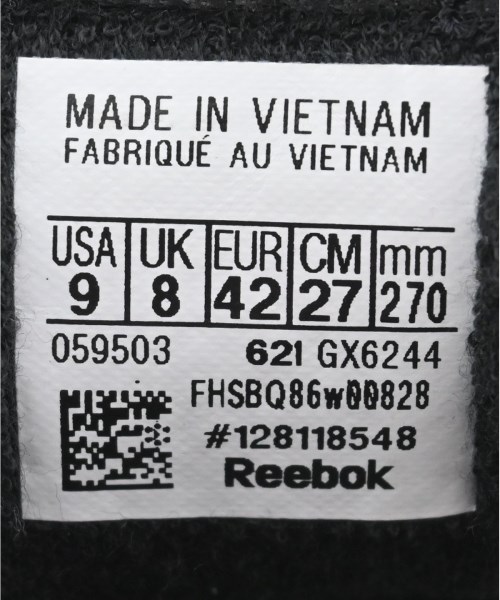 MADE IN VIETNAM
FABRIQUÉ AU VIETNAM
USA UK EUR CM mm
9 8 42 27 270
059503 621 GX6244
FHSBQ86w00828
#128118548
Reebok